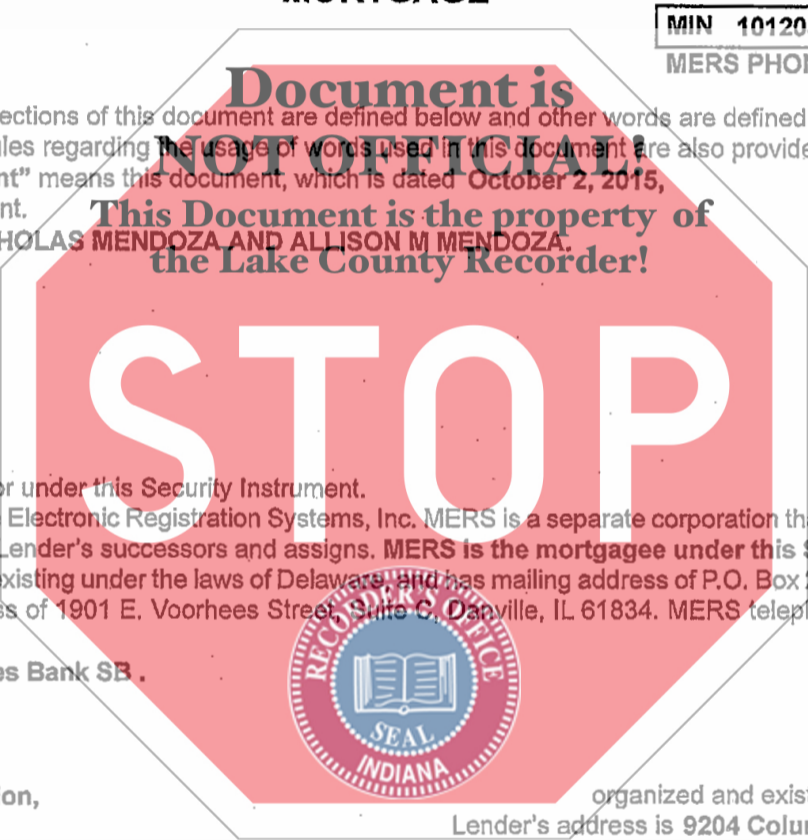 MORTGAGE
MIN 10120
MERS PHO
Document is
ections of this document are defined below and other words are defined
NOT OFFICIAL!
les regarding the usage of words used in this document are also provide
nt" means this document, which is dated October 2, 2015,
nt.
This Document is the property of
HOLAS MENDOZA AND ALLISON M MENDOZA.
the Lake County Recorder!
STOP
r under this Security Instrument.
Electronic Registration Systems, Inc. MERS is a separate corporation th
Lender's successors and assigns. MERS is the mortgagee under this S
xisting under the laws of Delaware, and has mailing address of P.O. Box
ss of 1901 E. Voorhees Street, Suite C, Danville, IL 61834. MERS telep
es Bank SB .
RECORDER'S OFFICE
SEAL
INDIANA
on,
organized and exis
Lender's address is 9204 Colu